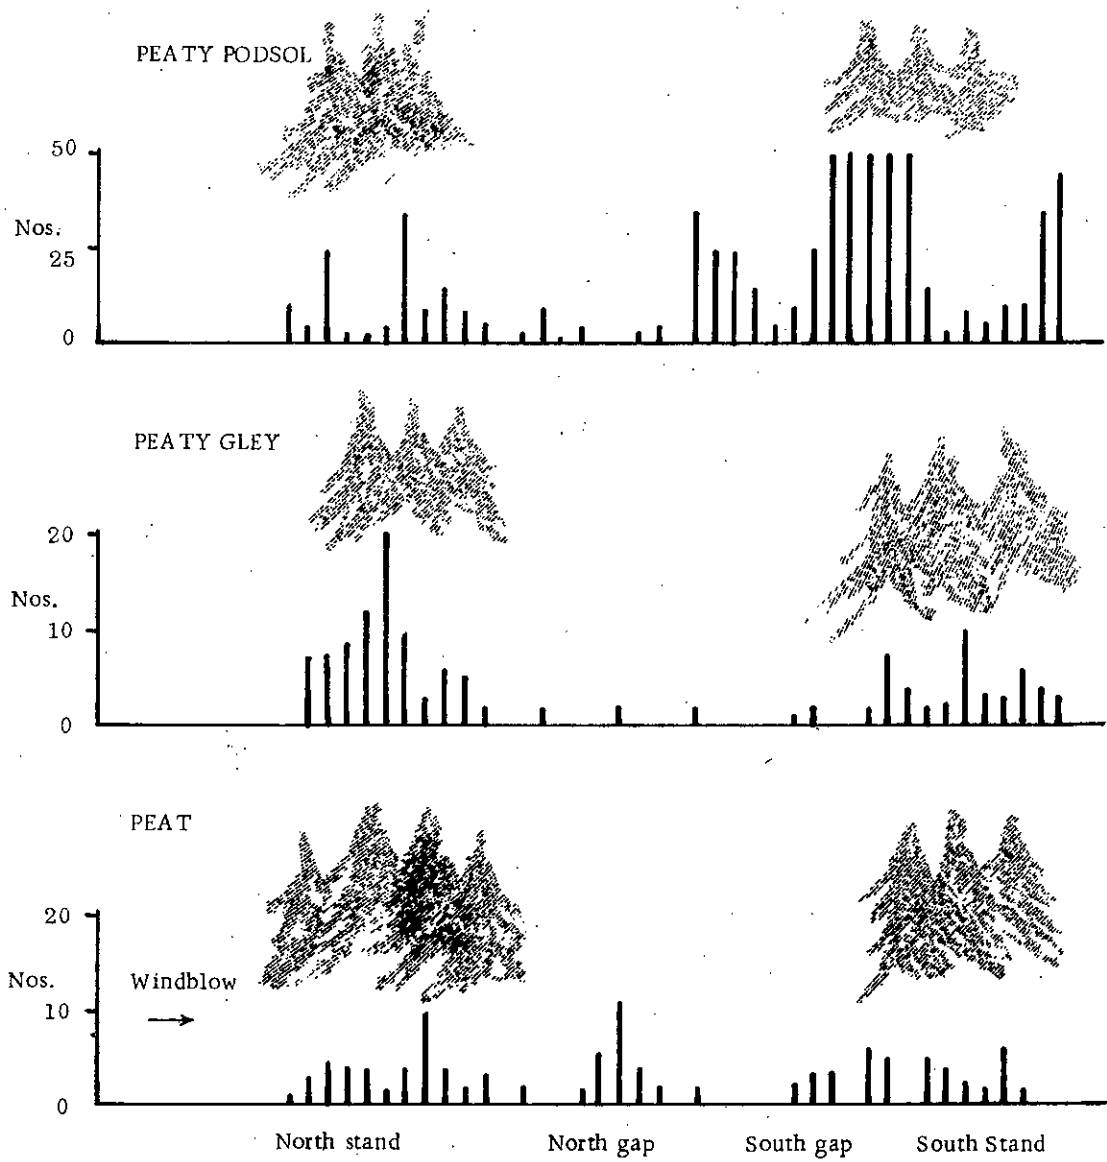 PEATY PODSOL
50
Nos.
25
0
PEATY GLEY
20
Nos.
10
0
PEAT
20
Nos.
Windblow
10
0
North stand North gap South gap South Stand